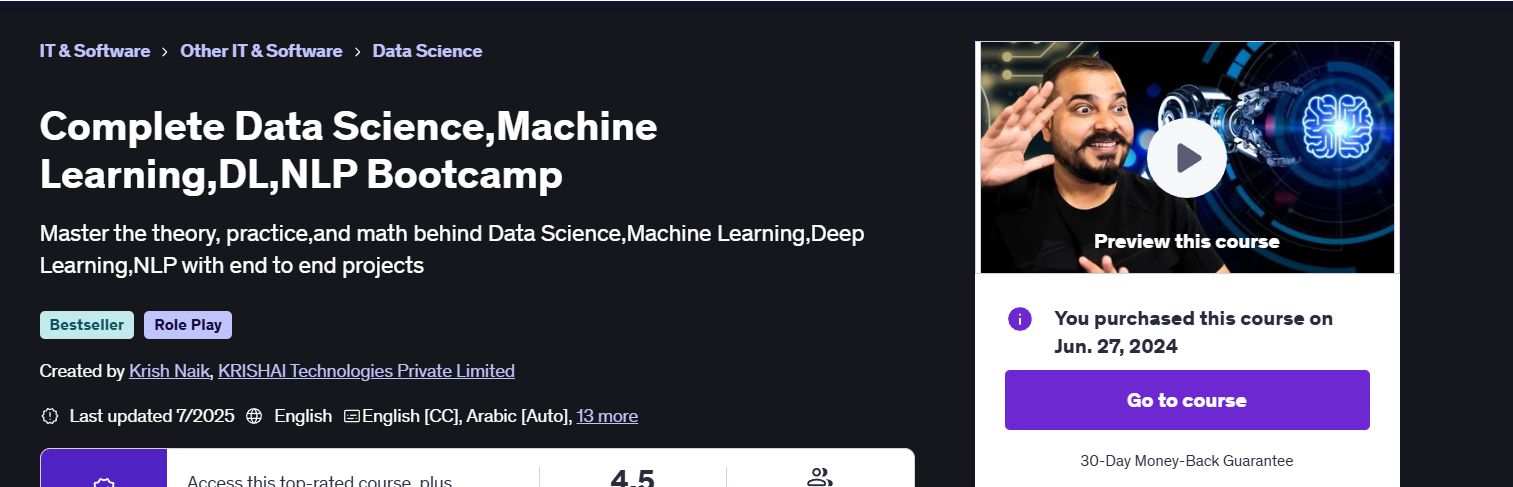 IT & Software > Other IT & Software > Data Science
Complete Data Science,Machine
Learning,DL,NLP Bootcamp
Master the theory, practice,and math behind Data Science,Machine Learning,Deep
Learning,NLP with end to end projects
Bestseller Role Play
Created by Krish Naik, KRISHAI Technologies Private Limited
Last updated 7/2025 English English [CC], Arabic [Auto], 13 more
Access this top-rated course, plus
4.5
Preview this course
You purchased this course on
Jun. 27, 2024
Go to course
30-Day Money-Back Guarantee